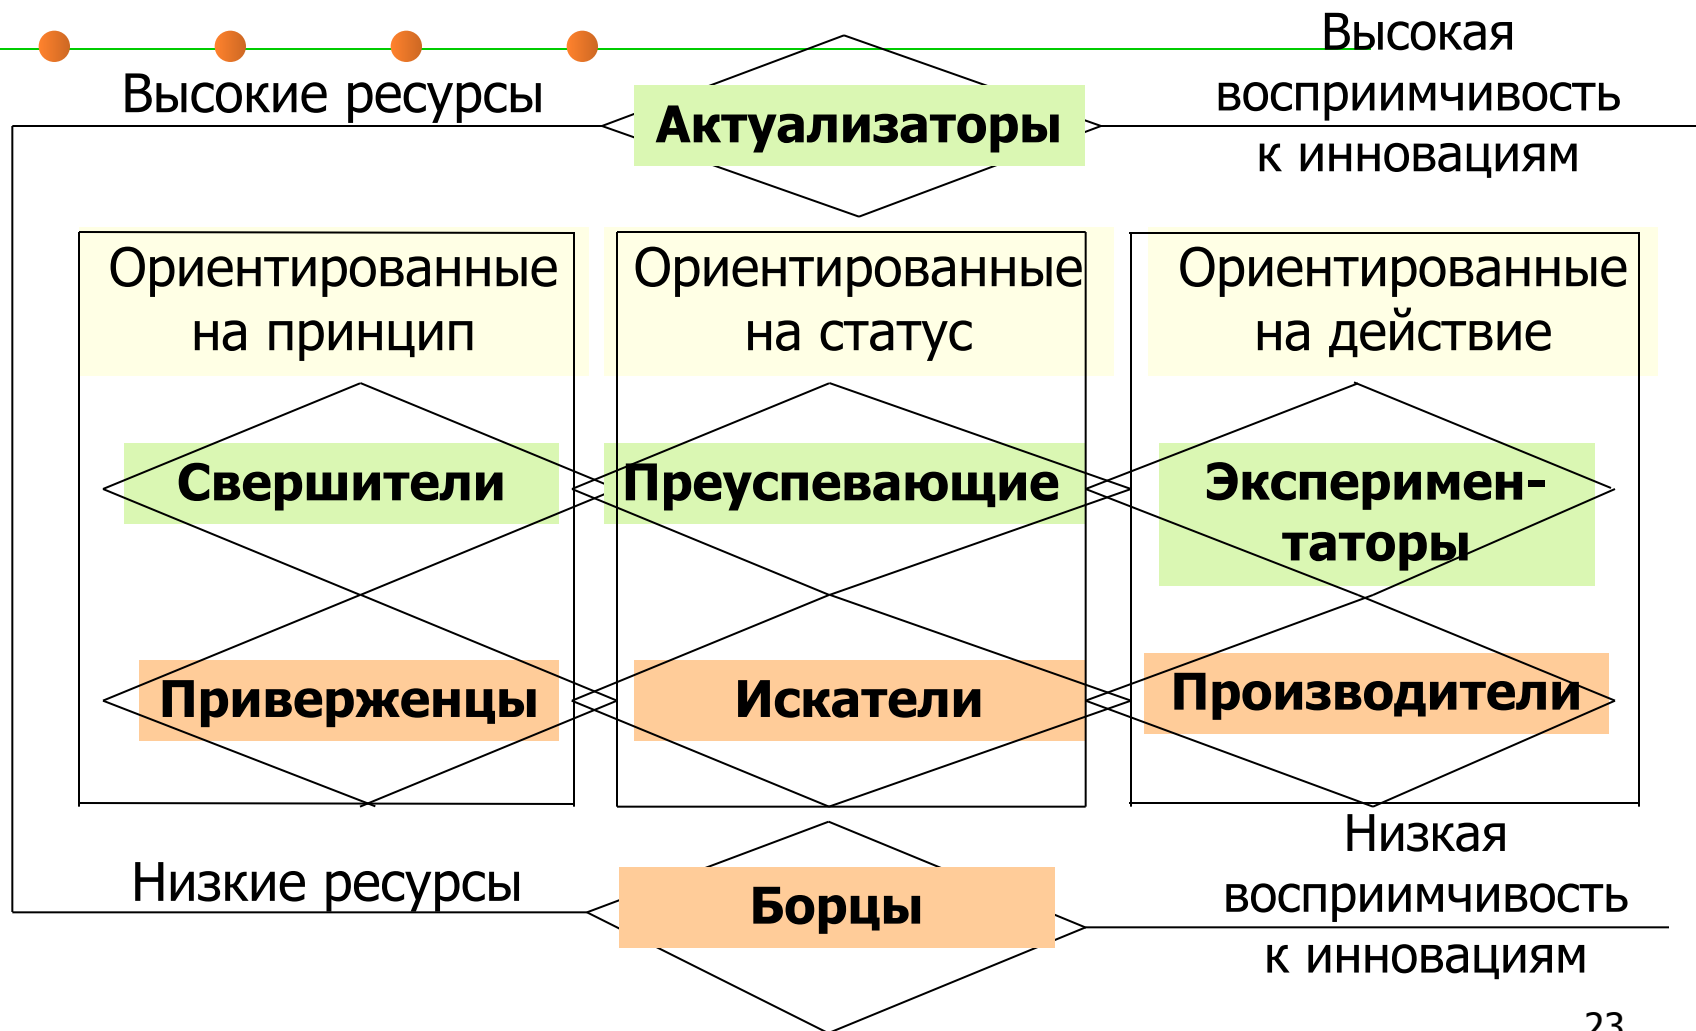 Высокая
Высокие ресурсы
восприимчивость
Актуализаторы
к инновациям
Ориентированные
на принцип
Ориентированные
на статус
Ориентированные
на действие
Свершители
Преуспевающие
Эксперимен-
таторы
Приверженцы
Искатели
Производители
Низкие ресурсы
Борцы
Низкая
восприимчивость
к инновациям
23